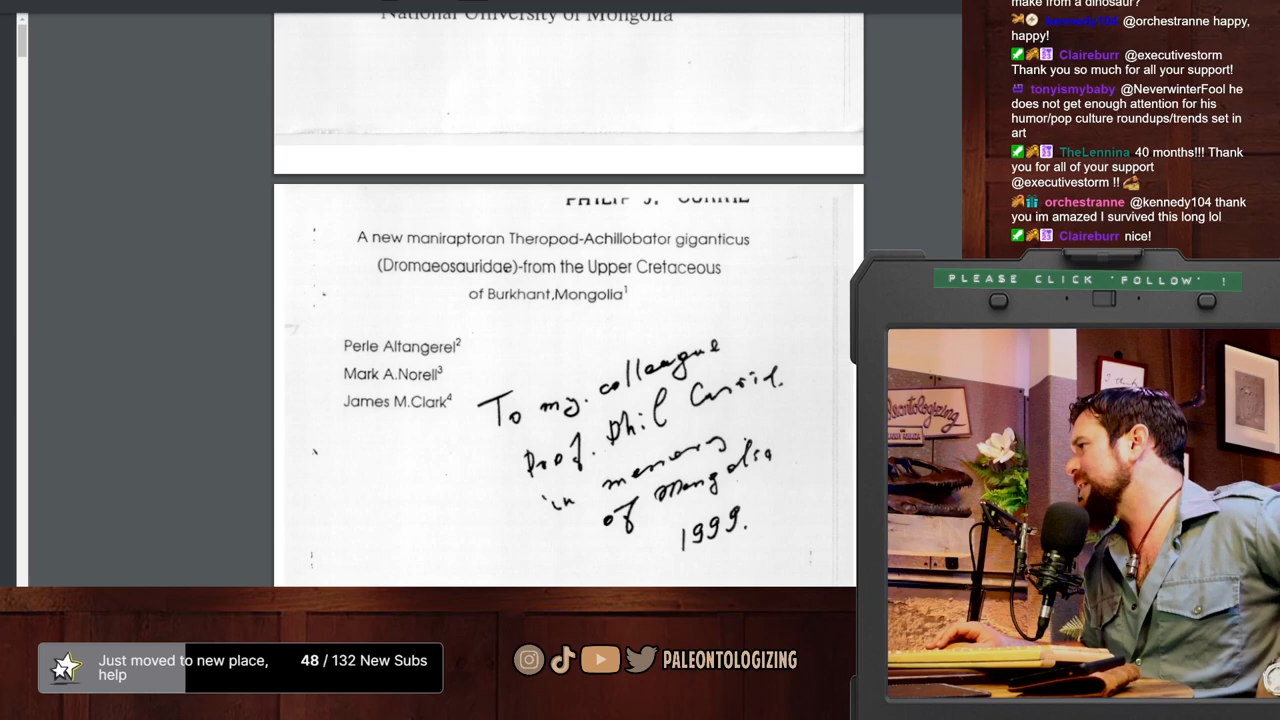 National University of Mongolia
PHILIP J. CURRIE
A new maniraptoran Theropod-Achillobator giganticus
(Dromaeosauridae)-from the Upper Cretaceous
of Burkhant,Mongolia1
Perle Altangerel2
Mark A.Norell3
James M.Clark4
To my. colleague
Prof. Phil Currie.
in memory
of Mongolia
1999.
make from a dinosaur?
kennedy104 @orchestranne happy,
happy!
Claireburr @executivestorm
Thank you so much for all your support!
tonyismybaby @NeverwinterFool he
does not get enough attention for his
humor/pop culture roundups/trends set in
art
TheLennina 40 months!!! Thank
you for all of your support
@executivestorm !!
orchestranne @kennedy104 thank
you im amazed I survived this long lol
Claireburr nice!
PLEASE CLICK 'FOLLOW' !
Just moved to new place,
help
48 / 132 New Subs
PALEONTOLOGIZING